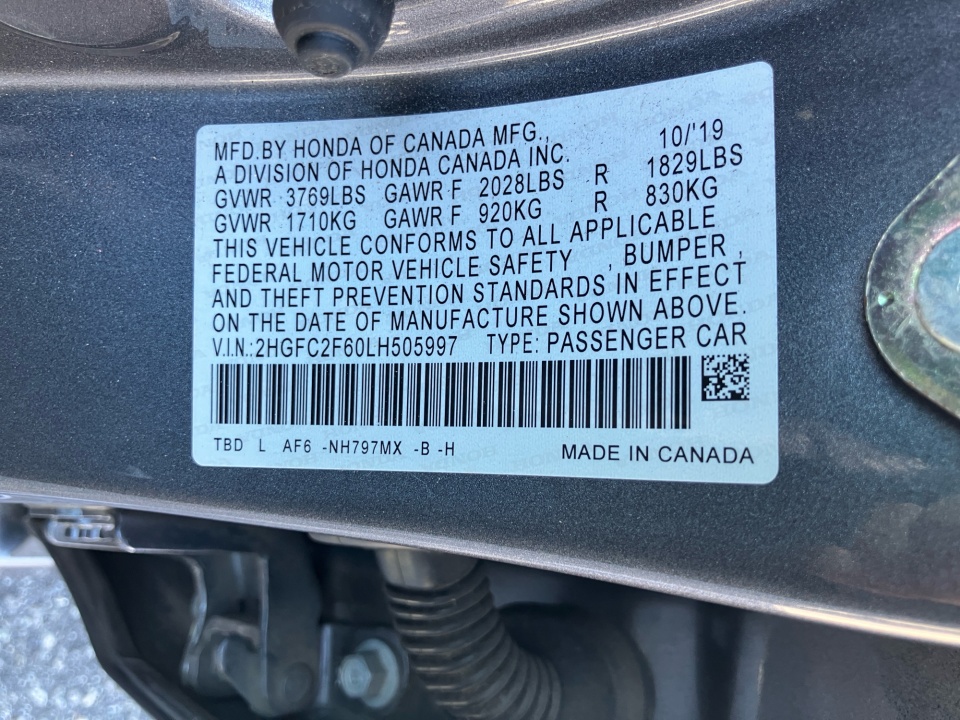 MFD.BY HONDA OF CANADA MFG., 10/'19
A DIVISION OF HONDA CANADA INC.
GVWR 3769LBS GAWR F 2028LBS R 1829LBS
GVWR 1710KG GAWR F 920KG R 830KG
THIS VEHICLE CONFORMS TO ALL APPLICABLE
FEDERAL MOTOR VEHICLE SAFETY , BUMPER ,
AND THEFT PREVENTION STANDARDS IN EFFECT
ON THE DATE OF MANUFACTURE SHOWN ABOVE.
V.I.N.:2HGFC2F60LH505997 TYPE: PASSENGER CAR
TBD L AF6 -NH797MX -B -H MADE IN CANADA